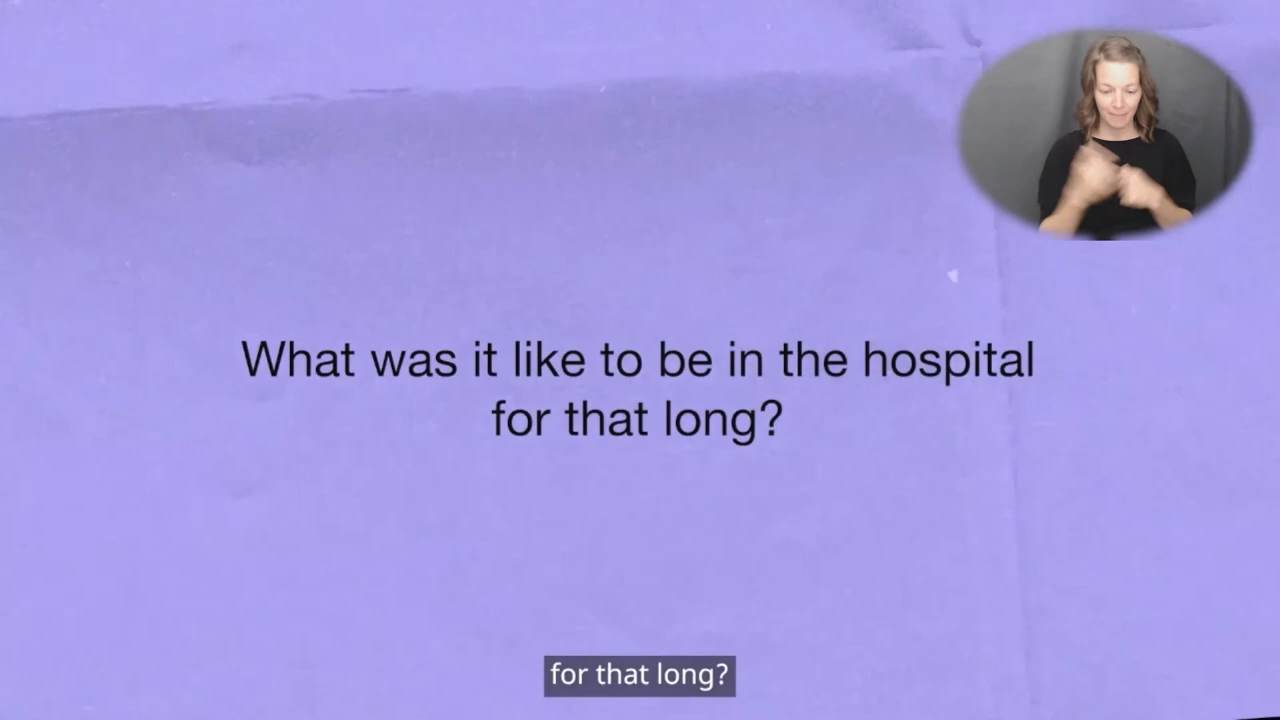 What was it like to be in the hospital
for that long?
for that long?